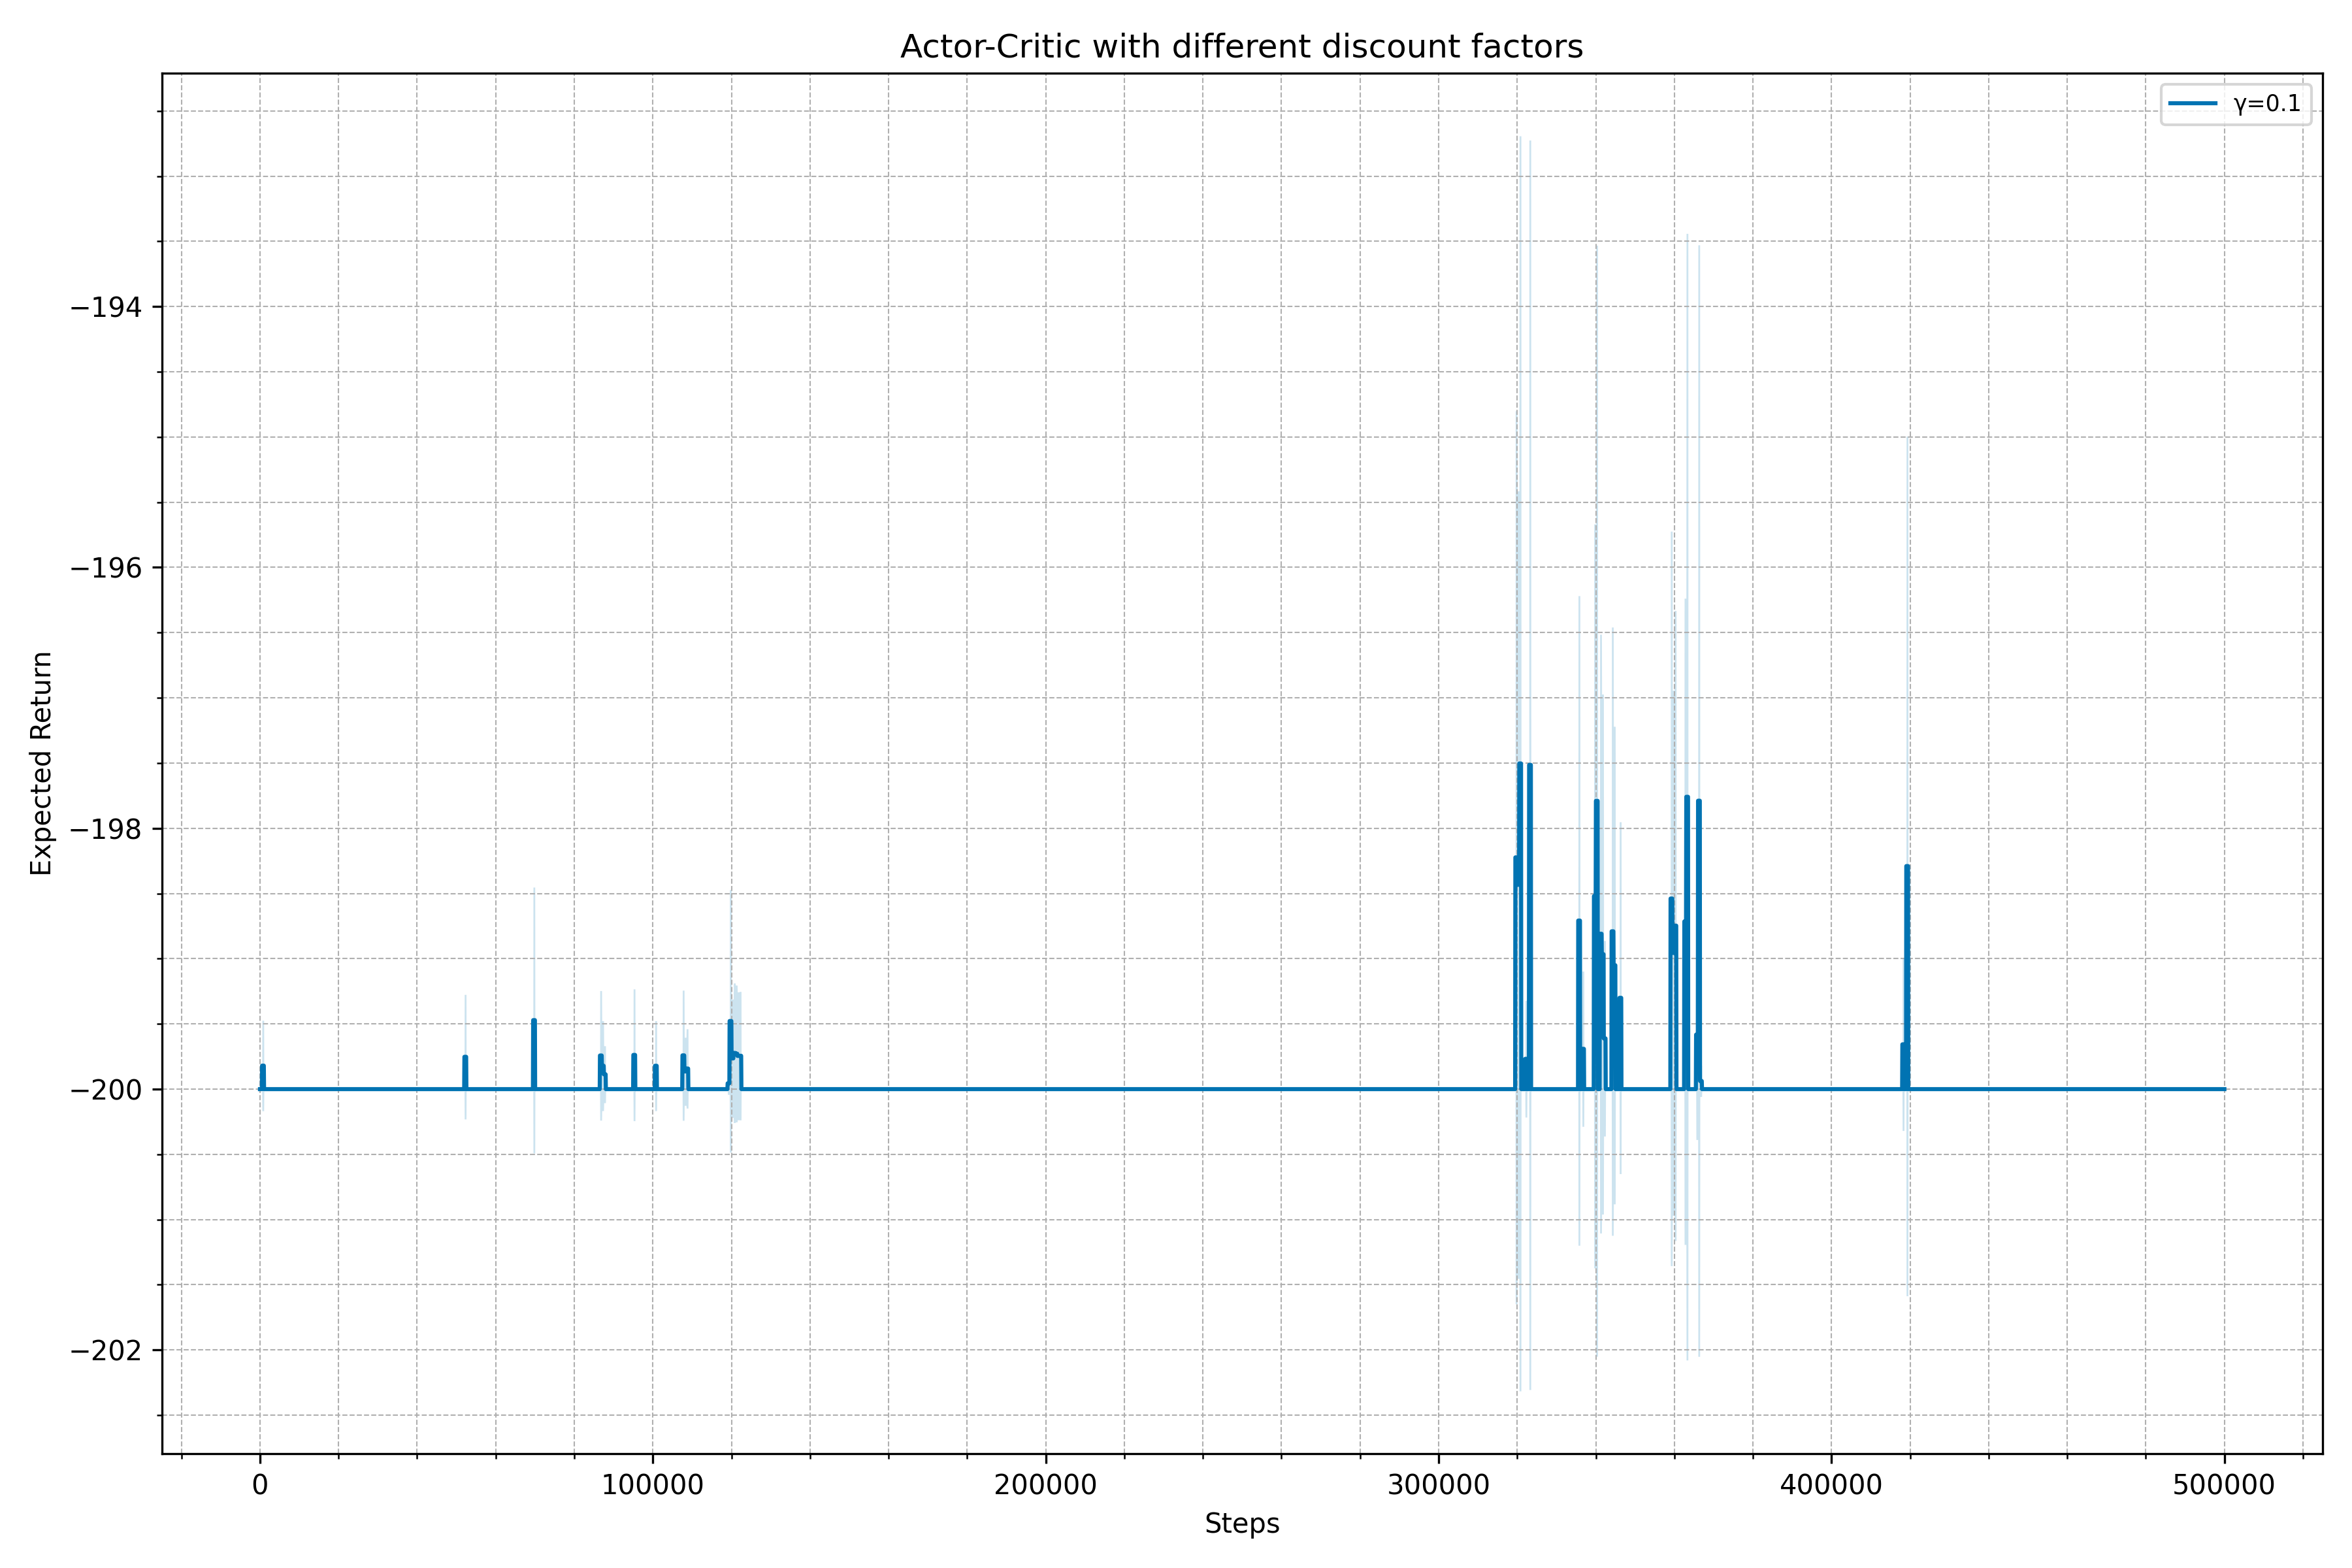 Actor-Critic with different discount factors
γ=0.1
Expected Return
−194
−196
−198
−200
−202
0
100000
200000
300000
400000
500000
Steps